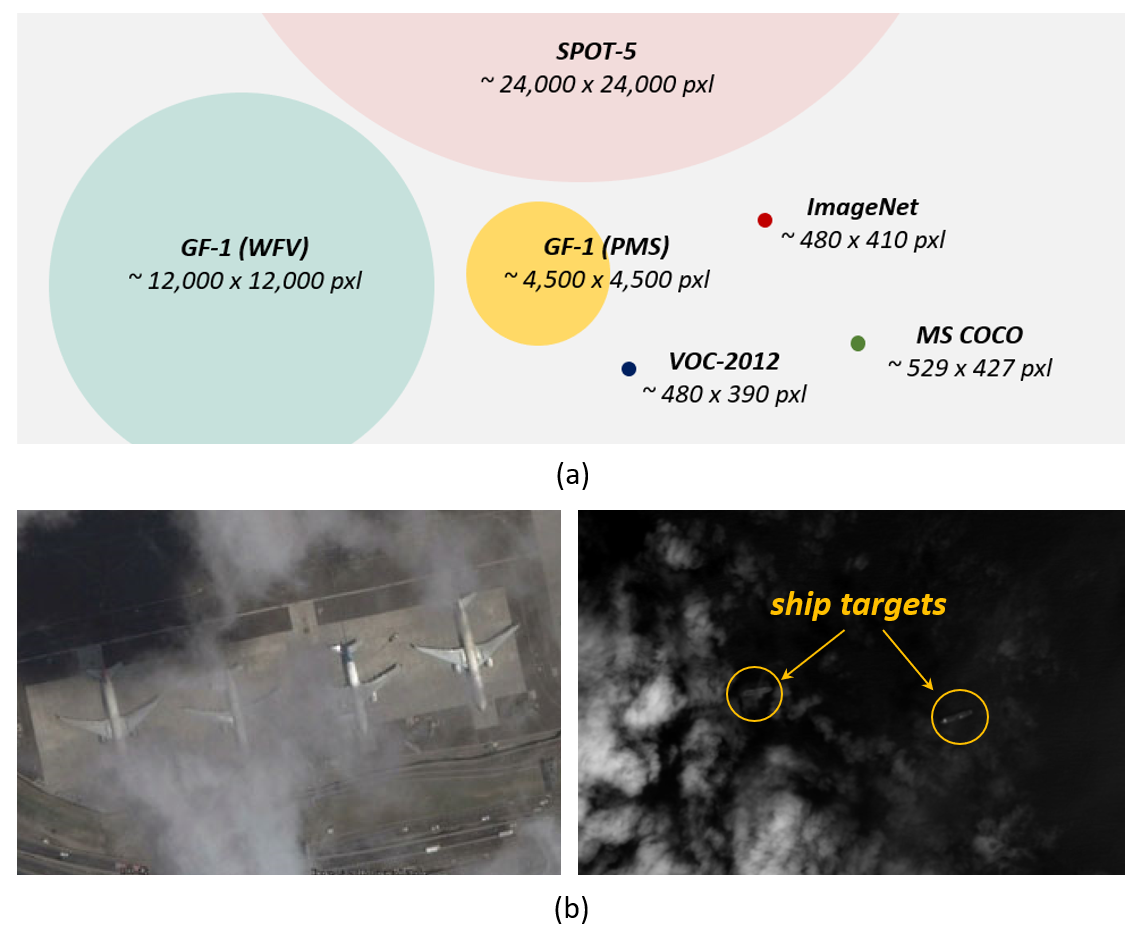 SPOT-5
~ 24,000 x 24,000 pxl
GF-1 (WFV)
~ 12,000 x 12,000 pxl
GF-1 (PMS)
~ 4,500 x 4,500 pxl
ImageNet
~ 480 x 410 pxl
MS COCO
~ 529 x 427 pxl
VOC-2012
~ 480 x 390 pxl
(a)
ship targets
(b)